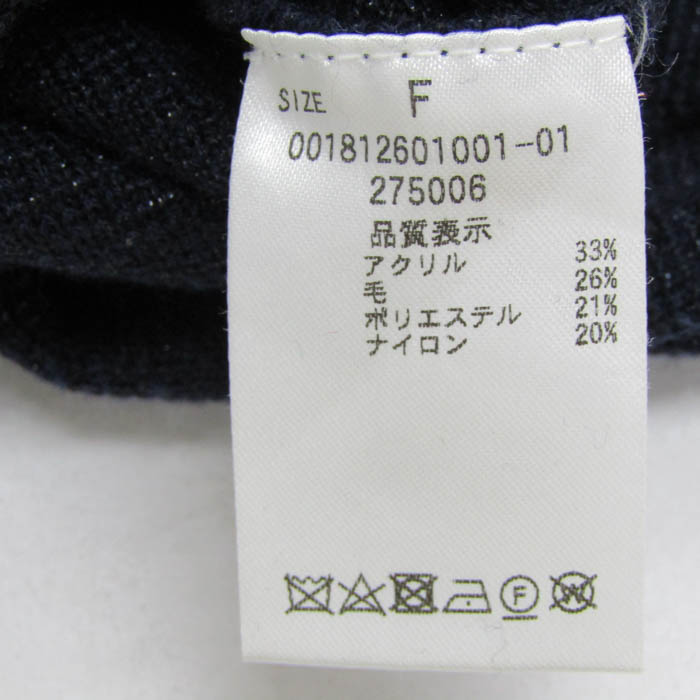 SIZE F
001812601001-01
275006
品質表示
アクリル 33%
毛 26%
ポリエステル 21%
ナイロン 20%
F W